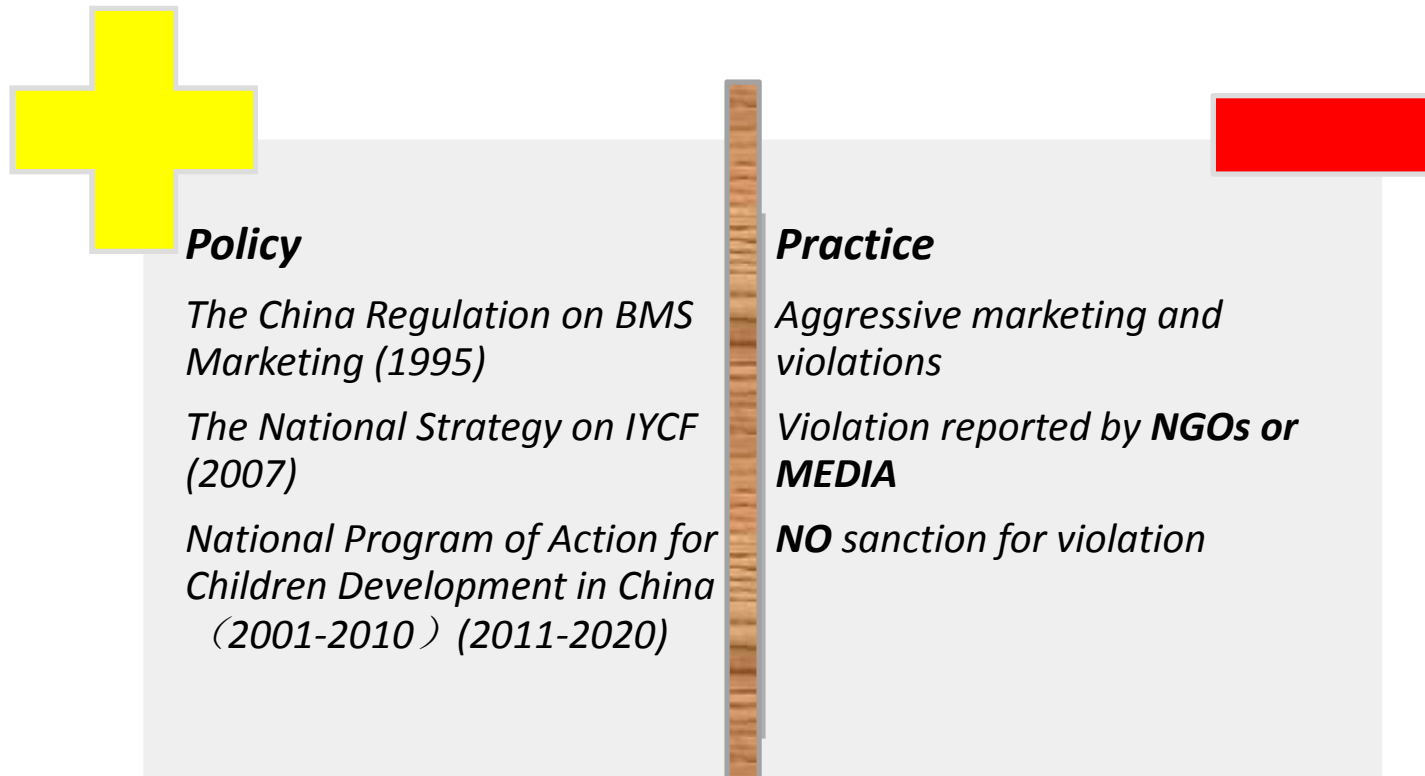 Policy
The China Regulation on BMS
Marketing (1995)
The National Strategy on IYCF
(2007)
National Program of Action for
Children Development in China
（2001-2010）(2011-2020)
Practice
Aggressive marketing and
violations
Violation reported by NGOs or
MEDIA
NO sanction for violation